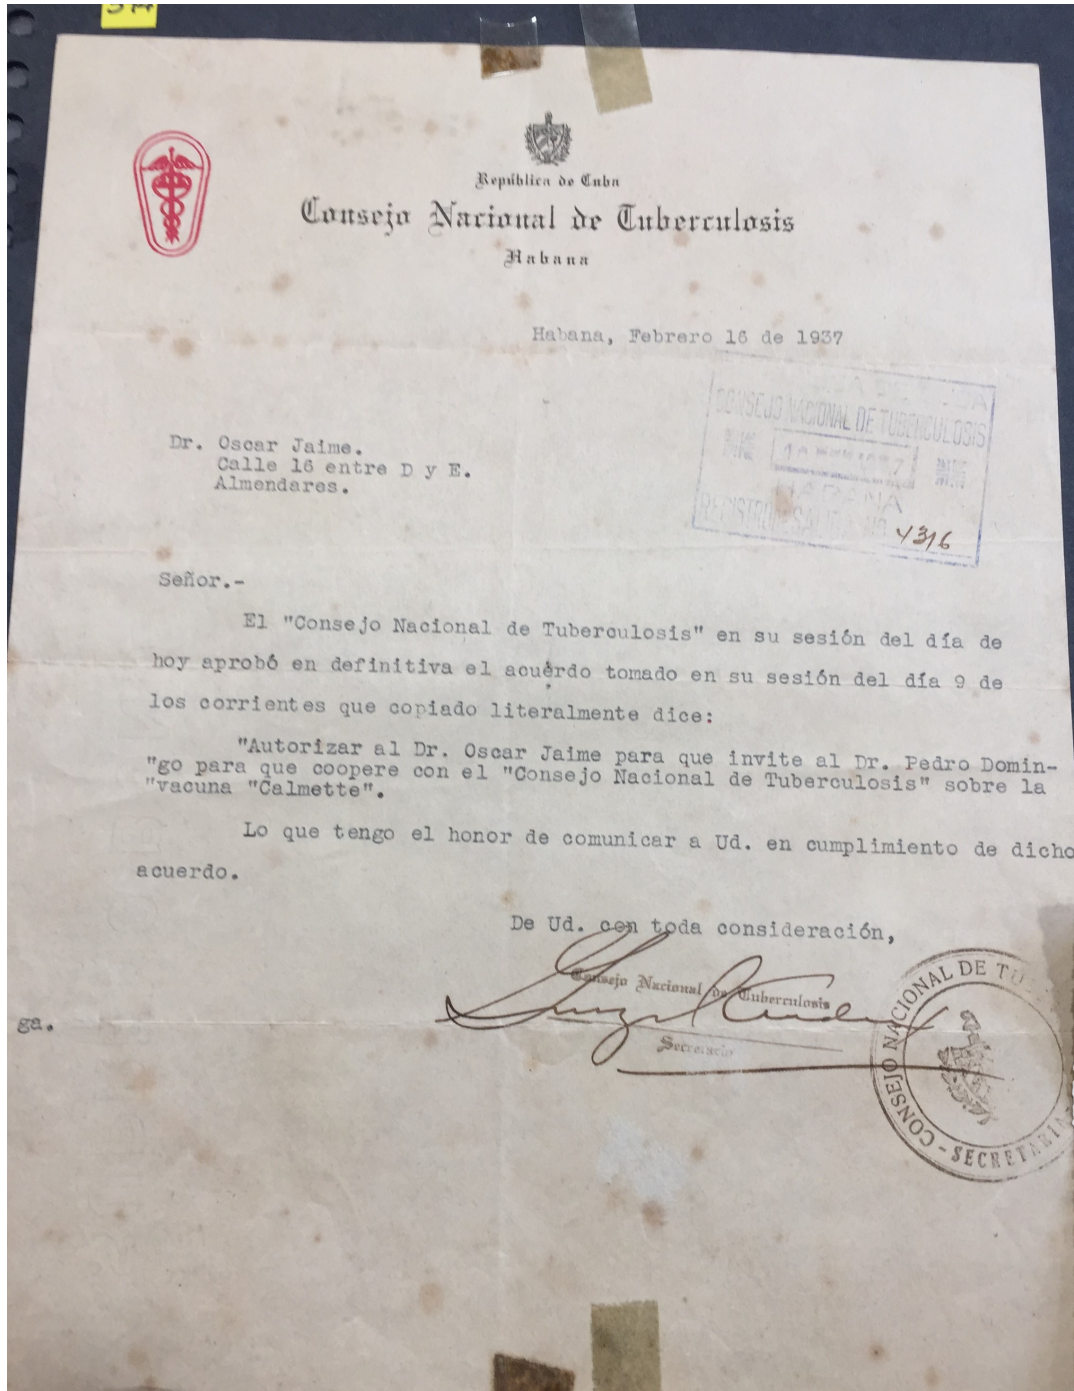 República de Cuba
Consejo Nacional de Tuberculosis
Habana
Habana, Febrero 16 de 1937
CONSEJO NACIONAL DE TUBERCULOSIS
HABANA
REGISTRO SALIDA
4316
Dr. Oscar Jaime.
Calle 16 entre D y E.
Almendares.
Señor.-
El "Consejo Nacional de Tuberculosis" en su sesión del día de
hoy aprobó en definitiva el acuérdo tomado en su sesión del día 9 de
los corrientes que copiado literalmente dice:
"Autorizar al Dr. Oscar Jaime para que invite al Dr. Pedro Domin-
"go para que coopere con el "Consejo Nacional de Tuberculosis" sobre la
"vacuna "Calmette".
Lo que tengo el honor de comunicar a Ud. en cumplimiento de dicho
acuerdo.
De Ud. con toda consideración,
Consejo Nacional de Tuberculosis
Secretario
ga.
CONSEJO NACIONAL DE TU
- SECRETARIA